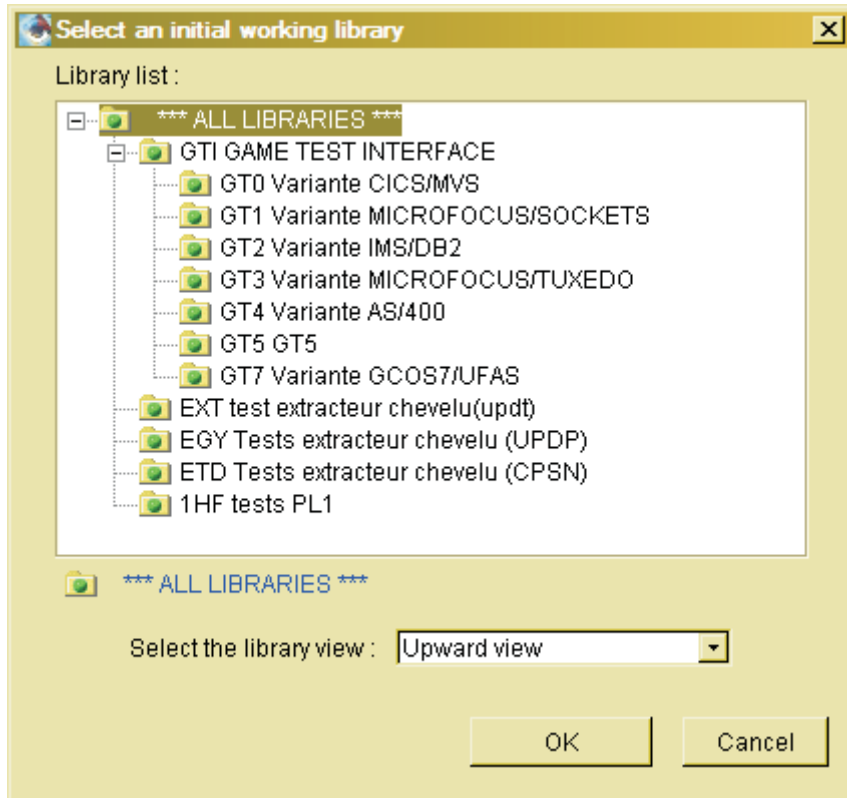 Select an initial working library
Library list :
*** ALL LIBRARIES ***
GTI GAME TEST INTERFACE
GT0 Variante CICS/MVS
GT1 Variante MICROFOCUS/SOCKETS
GT2 Variante IMS/DB2
GT3 Variante MICROFOCUS/TUXEDO
GT4 Variante AS/400
GT5 GT5
GT7 Variante GCOS7/UFAS
EXT test extracteur chevelu(updt)
EGY Tests extracteur chevelu (UPDP)
ETD Tests extracteur chevelu (CPSN)
1HF tests PL1
*** ALL LIBRARIES ***
Select the library view : Upward view
OK Cancel